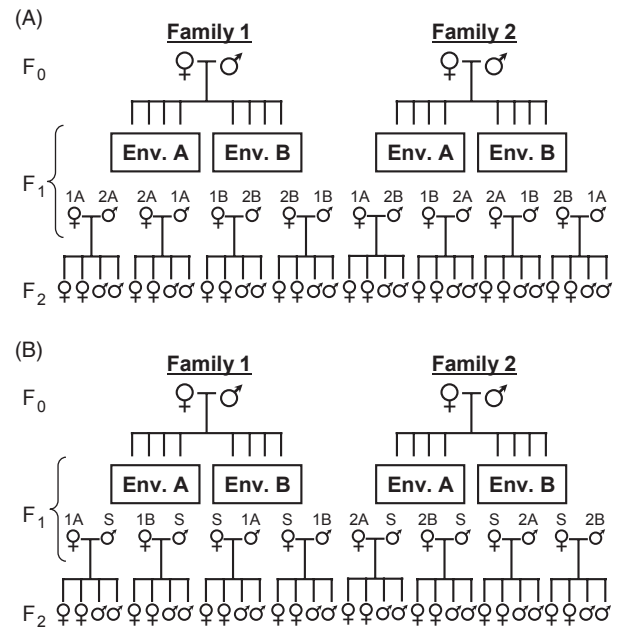 (A)
Family 1 Family 2
F0
Env. A Env. B Env. A Env. B
F1
1A 2A 2A 1A 1B 2B 2B 1B 1A 2B 1B 2A 2A 1B 2B 1A
F2
(B)
Family 1 Family 2
F0
Env. A Env. B Env. A Env. B
F1
1A S 1B S S 1A S 1B 2A S 2B S S 2A S 2B
F2